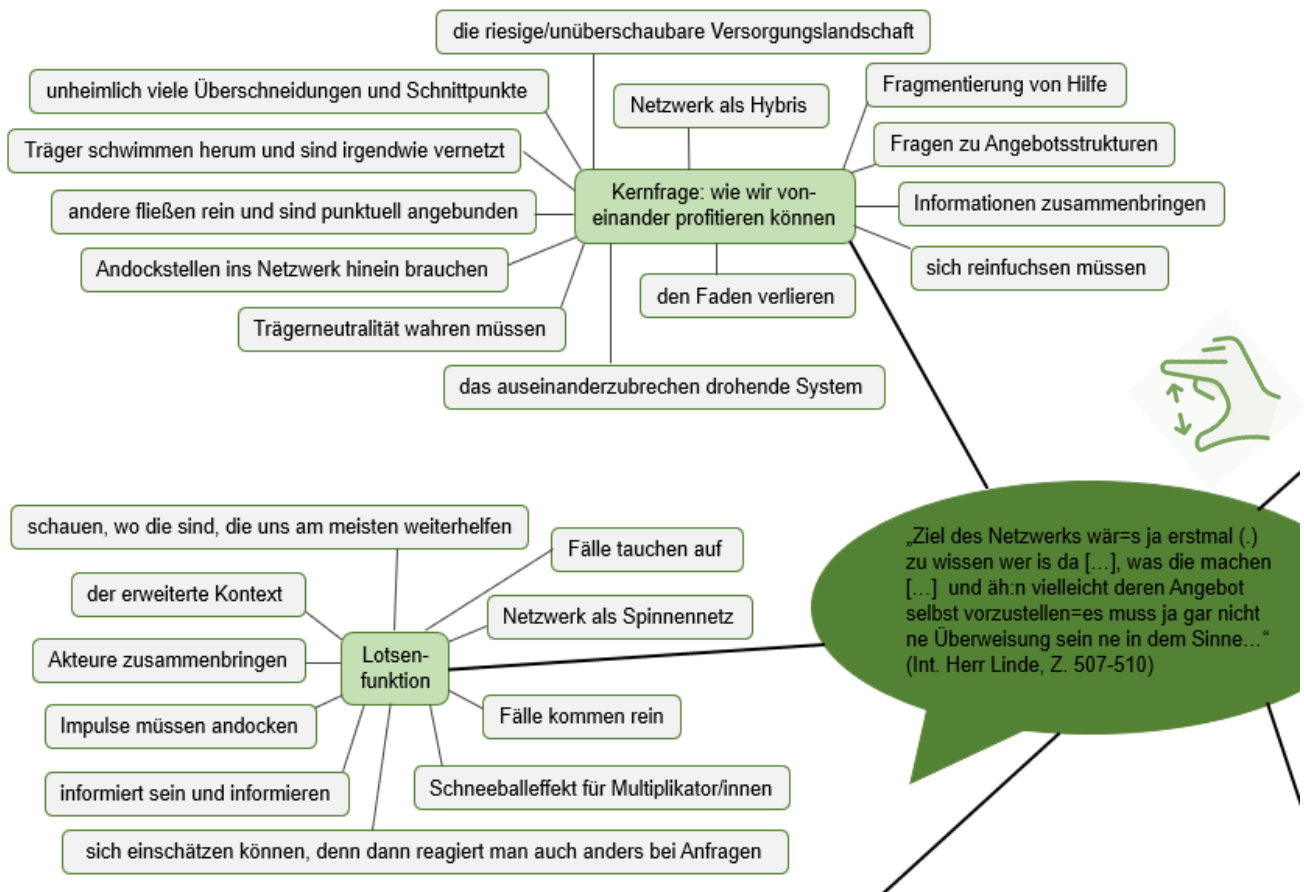 die riesige/unüberschaubare Versorgungslandschaft
unheimlich viele Überschneidungen und Schnittpunkte
Netzwerk als Hybris
Fragmentierung von Hilfe
Träger schwimmen herum und sind irgendwie vernetzt
Fragen zu Angebotsstrukturen
Kernfrage: wie wir von-
einander profitieren können
andere fließen rein und sind punktuell angebunden
Informationen zusammenbringen
Andockstellen ins Netzwerk hinein brauchen
sich reinfuchsen müssen
den Faden verlieren
Trägerneutralität wahren müssen
das auseinanderzubrechen drohende System
schauen, wo die sind, die uns am meisten weiterhelfen
Fälle tauchen auf
der erweiterte Kontext
Netzwerk als Spinnennetz
Akteure zusammenbringen
Lotsen-
funktion
Impulse müssen andocken
Fälle kommen rein
informiert sein und informieren
Schneeballeffekt für Multiplikator/innen
sich einschätzen können, denn dann reagiert man auch anders bei Anfragen
„Ziel des Netzwerks wär=s ja erstmal (.)
zu wissen wer is da [...], was die machen
[...] und äh:n vielleicht deren Angebot
selbst vorzustellen=es muss ja gar nicht
ne Überweisung sein ne in dem Sinne...“
(Int. Herr Linde, Z. 507-510)